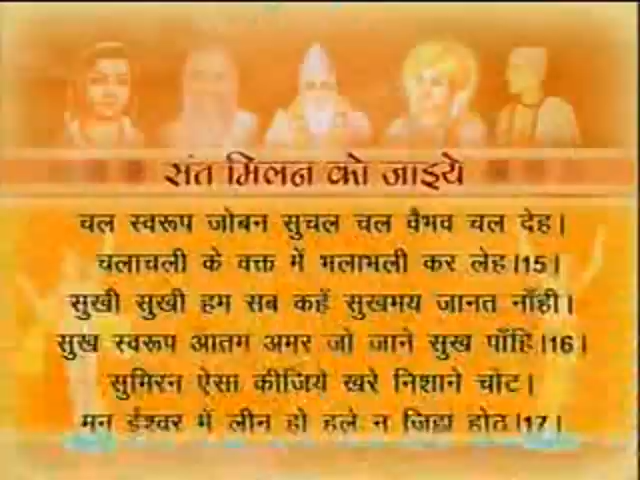 संत मिलन को जाइये
चल स्वरूप जोबन सुचल चल वैभव चल देह।
चलाचली के वक्त में भलाभली कर लेह।15।
सुखी सुखी हम सब कहें सुखमय जानत नाँही।
सुख स्वरूप आतम अमर जो जाने सुख पाँहि।16।
सुमिरन ऐसा कीजिये खरे निशाने चोट।
मन ईश्वर में लीन हो हले न जिह्वा होठ।17।